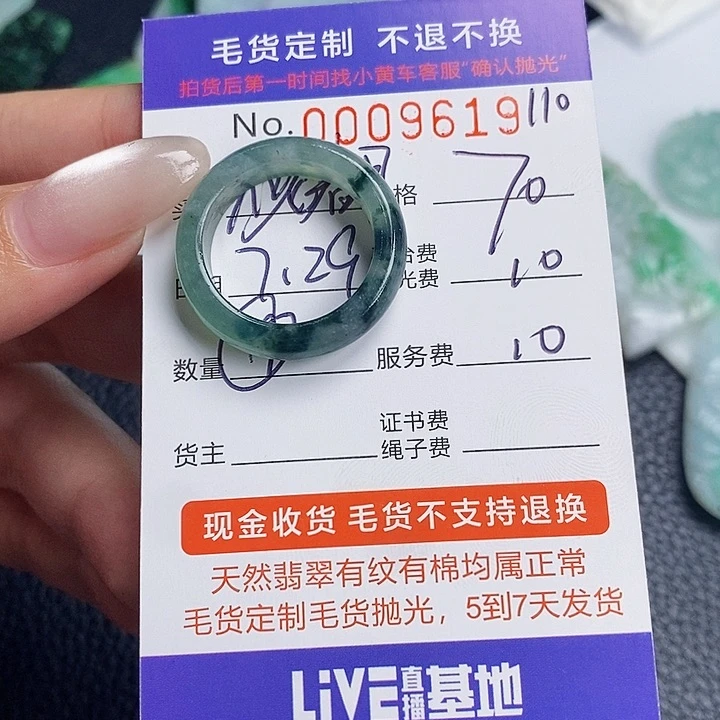 毛货定制 不退不换
拍货后第一时间找小黄车客服"确认抛光"
No.0009619 110
格 70
日期 7.29 光费 10
数量 服务费 10
证书费
货主 绳子费
现金收货 毛货不支持退换
天然翡翠有纹有棉均属正常
毛货定制毛货抛光，5到7天发货
LiVE直播基地